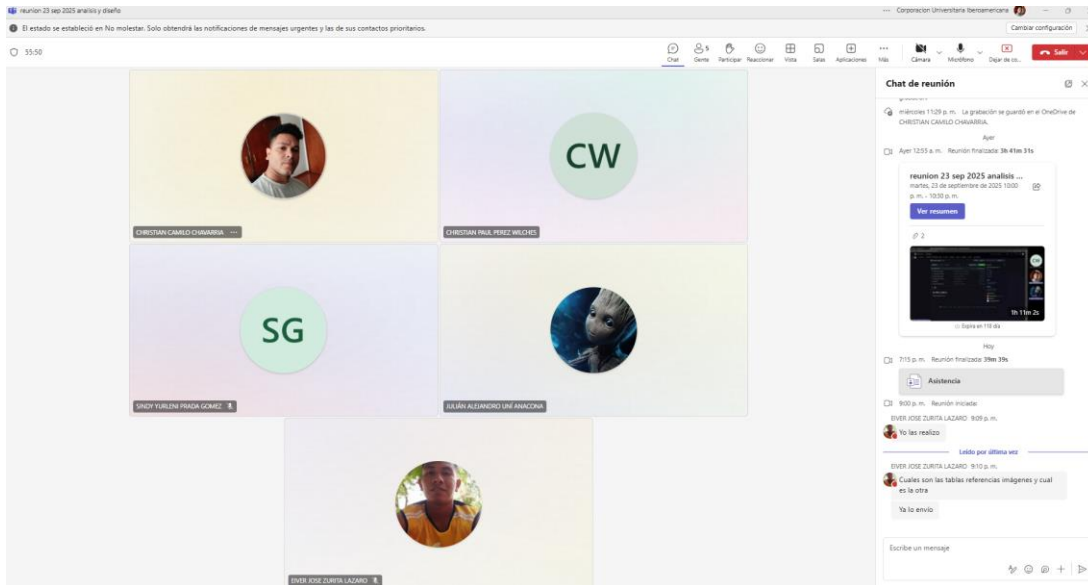 reunion 23 sep 2025 analisis y diseño
Corporacion Universitaria Iberoamericana
El estado se estableció en No molestar. Solo obtendrá las notificaciones de mensajes urgentes y las de sus contactos prioritarios.
Cambiar configuración
55:50
Chat
5
Gente
Participar
Reaccionar
Vista
Salas
Aplicaciones
Más
Cámara
Micrófono
Dejar de co...
Salir
CHRISTIAN CAMILO CHAVARRIA
CW
CHRISTIAN PAUL PEREZ WILCHES
SG
SINDY YURLENI PRADA GOMEZ
JULIÁN ALEJANDRO UNÍ ANACONA
EIVER JOSE ZURITA LAZARO
Chat de reunión
miércoles 11:29 p. m. La grabación se guardó en el OneDrive de
CHRISTIAN CAMILO CHAVARRIA.
Ayer
Ayer 12:55 a. m. Reunión finalizada: 3h 41m 31s
reunion 23 sep 2025 analisis ...
martes, 23 de septiembre de 2025 10:00
p. m. - 10:30 p. m.
Ver resumen
2
CW
1h 11m 2s
Expira en 119 día
Hoy
7:15 p. m. Reunión finalizada: 39m 39s
Asistencia
9:00 p. m. Reunión iniciada:
EIVER JOSE ZURITA LAZARO 9:09 p. m.
Yo las realizo
Leído por última vez
EIVER JOSE ZURITA LAZARO 9:10 p. m.
Cuales son las tablas referencias imágenes y cual
es la otra
Ya lo envío
Escribe un mensaje